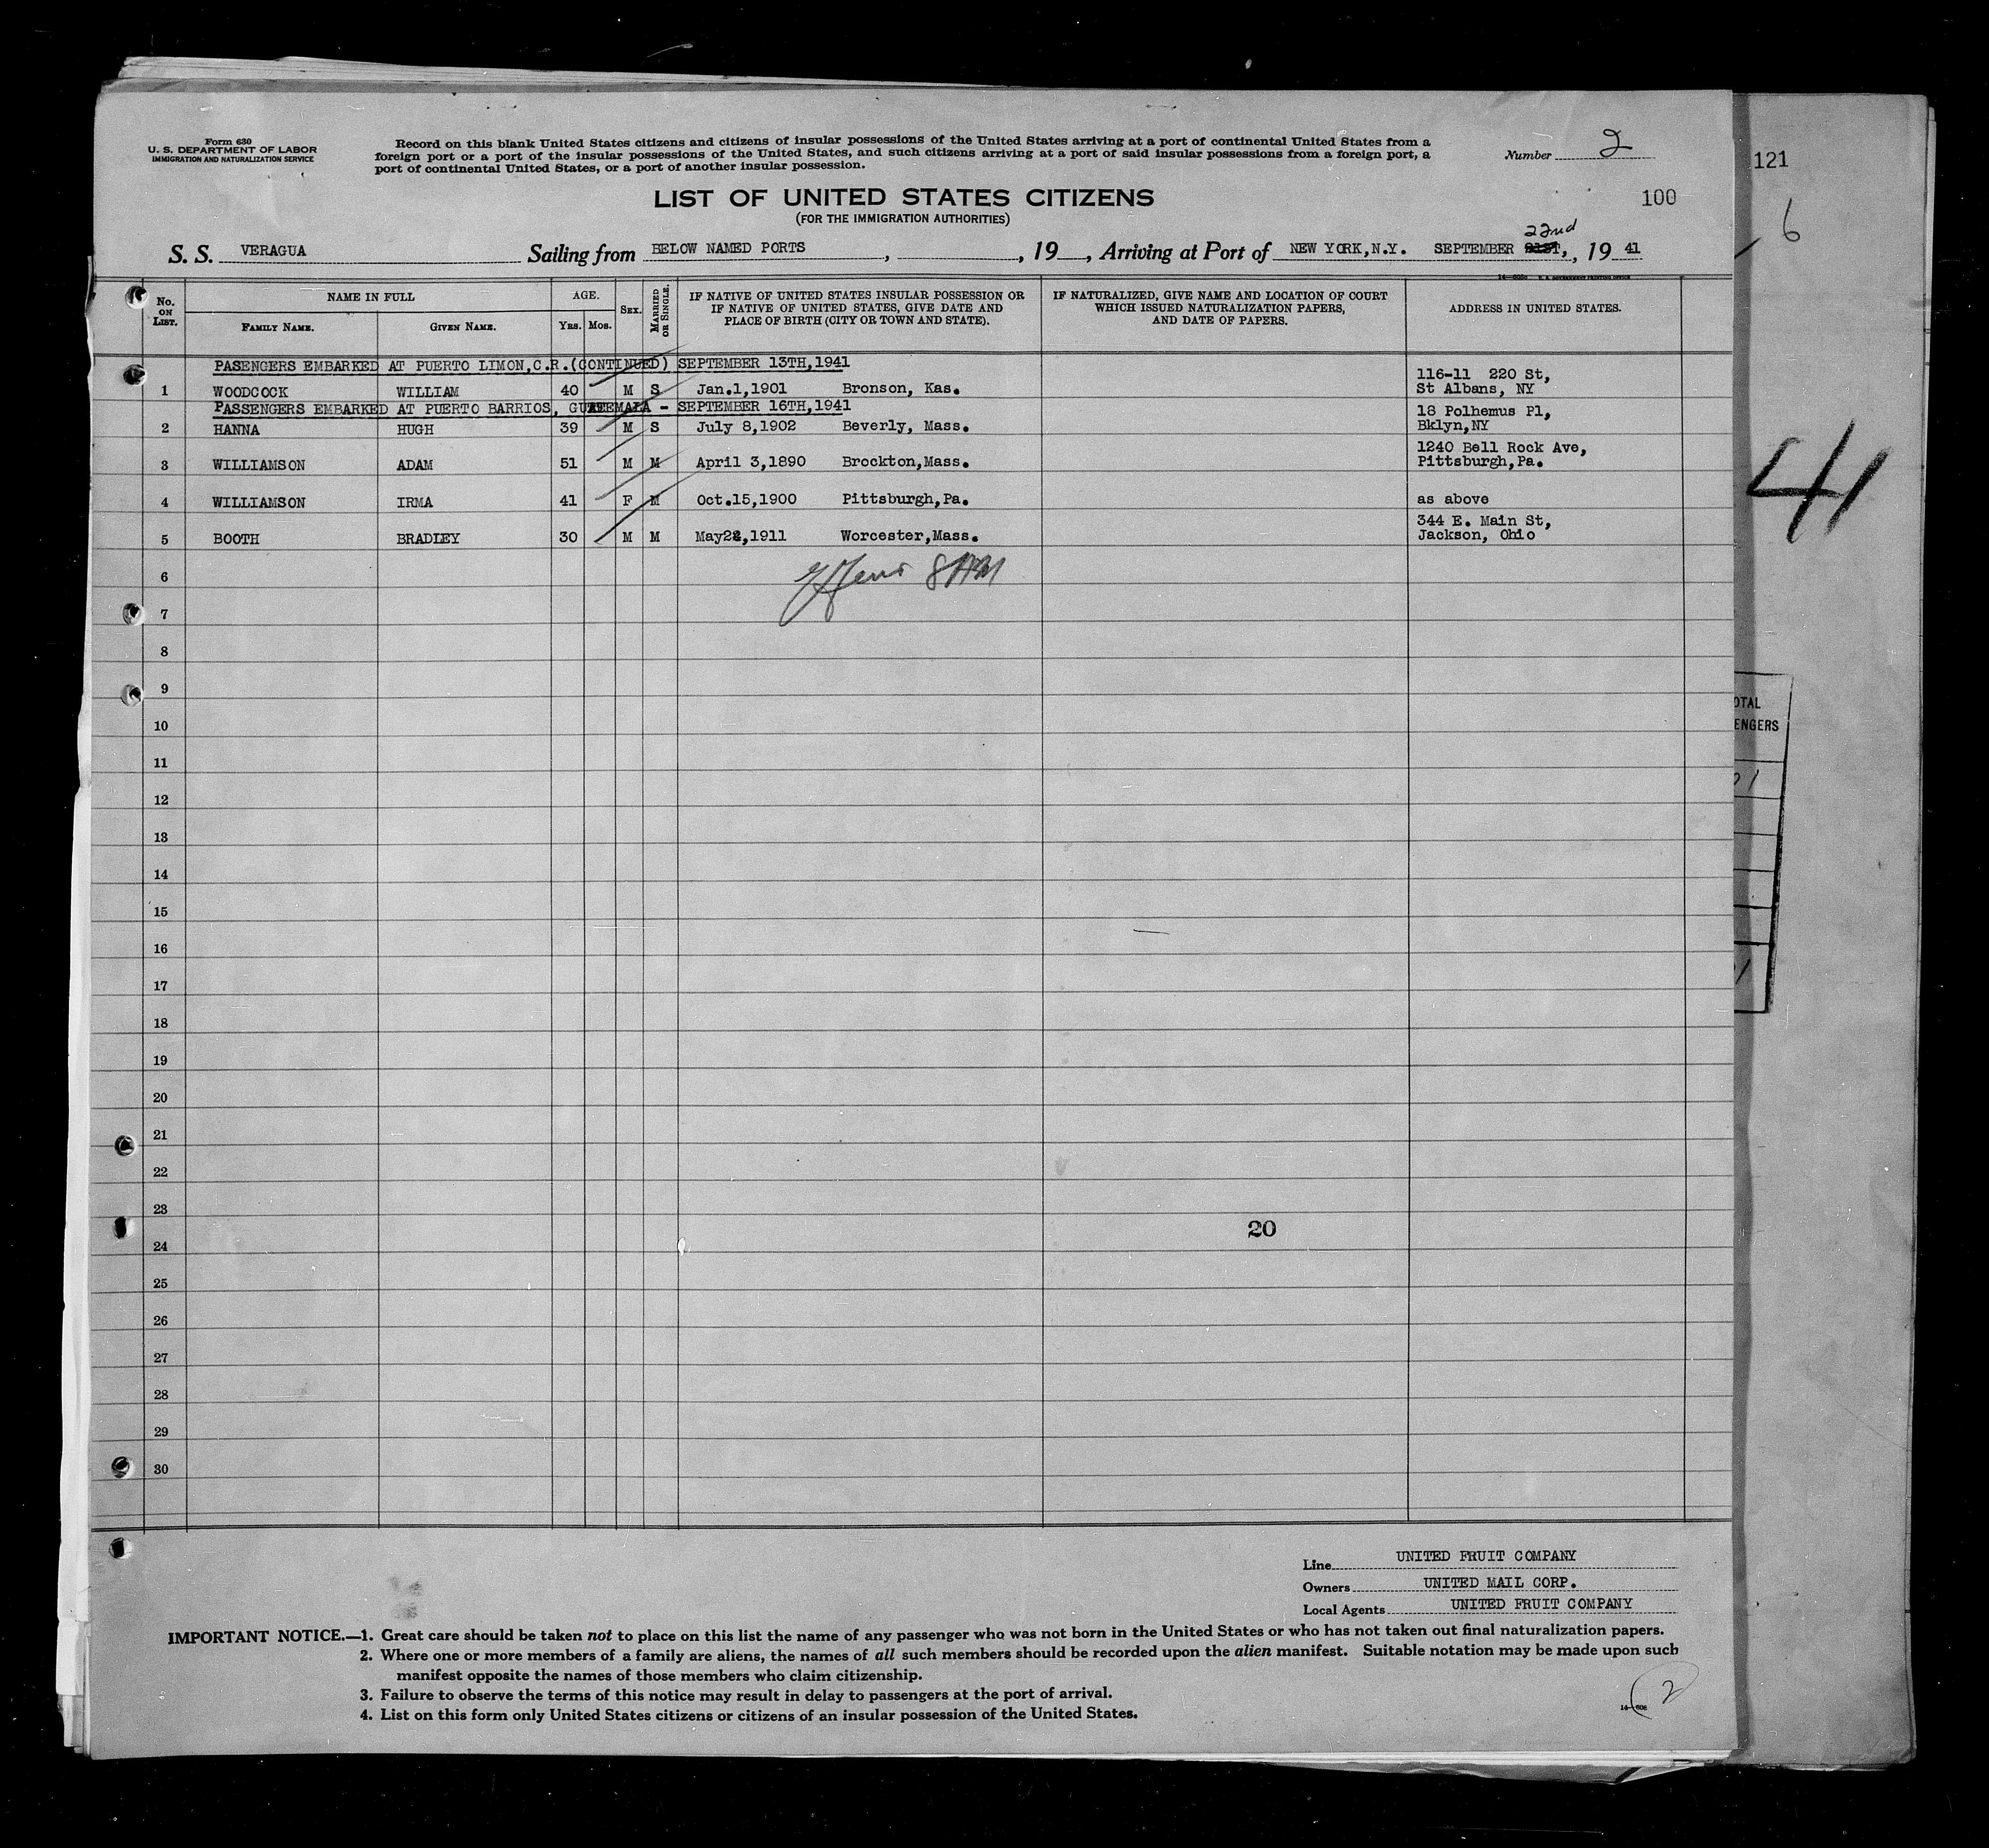 Form 630
U. S. DEPARTMENT OF LABOR
IMMIGRATION AND NATURALIZATION SERVICE
Record on this blank United States citizens and citizens of insular possessions of the United States arriving at a port of continental United States from a
foreign port or a port of the insular possessions of the United States, and such citizens arriving at a port of said insular possessions from a foreign port, a
port of continental United States, or a port of another insular possession.
Number 2
121
LIST OF UNITED STATES CITIZENS
100
(FOR THE IMMIGRATION AUTHORITIES)
6
22nd
S. S. VERAGUA Sailing from BELOW NAMED PORTS , , 19 , Arriving at Port of NEW YORK,N.Y. SEPTEMBER 21ST, , 19 41
No. ON LIST. NAME IN FULL AGE. SEX. MARRIED OR SINGLE. IF NATIVE OF UNITED STATES INSULAR POSSESSION OR
IF NATIVE OF UNITED STATES, GIVE DATE AND
PLACE OF BIRTH (CITY OR TOWN AND STATE).
IF NATURALIZED, GIVE NAME AND LOCATION OF COURT
WHICH ISSUED NATURALIZATION PAPERS,
AND DATE OF PAPERS.
ADDRESS IN UNITED STATES.
FAMILY NAME. GIVEN NAME. YRS. MOS.
PASENGERS EMBARKED AT PUERTO LIMON,C.R.(CONTINUED) SEPTEMBER 13TH,1941
116-11 220 St,
1 WOODCOCK WILLIAM 40 M S Jan.1,1901 Bronson, Kas. St Albans, NY
PASSENGERS EMBARKED AT PUERTO BARRIOS, GUATEMALA - SEPTEMBER 16TH,1941
18 Polhemus Pl,
2 HANNA HUGH 39 M S July 8,1902 Beverly, Mass. Bklyn,NY
1240 Bell Rock Ave,
3 WILLIAMSON ADAM 51 M M April 3,1890 Brockton,Mass. Pittsburgh,Pa.
4 WILLIAMSON IRMA 41 F M Oct.15,1900 Pittsburgh,Pa. as above
344 E. Main St,
5 BOOTH BRADLEY 30 M M ,1911 Worcester,Mass. Jackson, Ohio
41
6
7
8
9
OTAL
ENGERS
10
11
12
13
14
15
16
17
18
19
20
21
22
23
20
24
25
26
27
28
29
30
Line UNITED FRUIT COMPANY
Owners UNITED MAIL CORP.
Local Agents UNITED FRUIT COMPANY
IMPORTANT NOTICE.—1. Great care should be taken not to place on this list the name of any passenger who was not born in the United States or who has not taken out final naturalization papers.
2. Where one or more members of a family are aliens, the names of all such members should be recorded upon the alien manifest. Suitable notation may be made upon such
manifest opposite the names of those members who claim citizenship.
3. Failure to observe the terms of this notice may result in delay to passengers at the port of arrival.
4. List on this form only United States citizens or citizens of an insular possession of the United States.
2